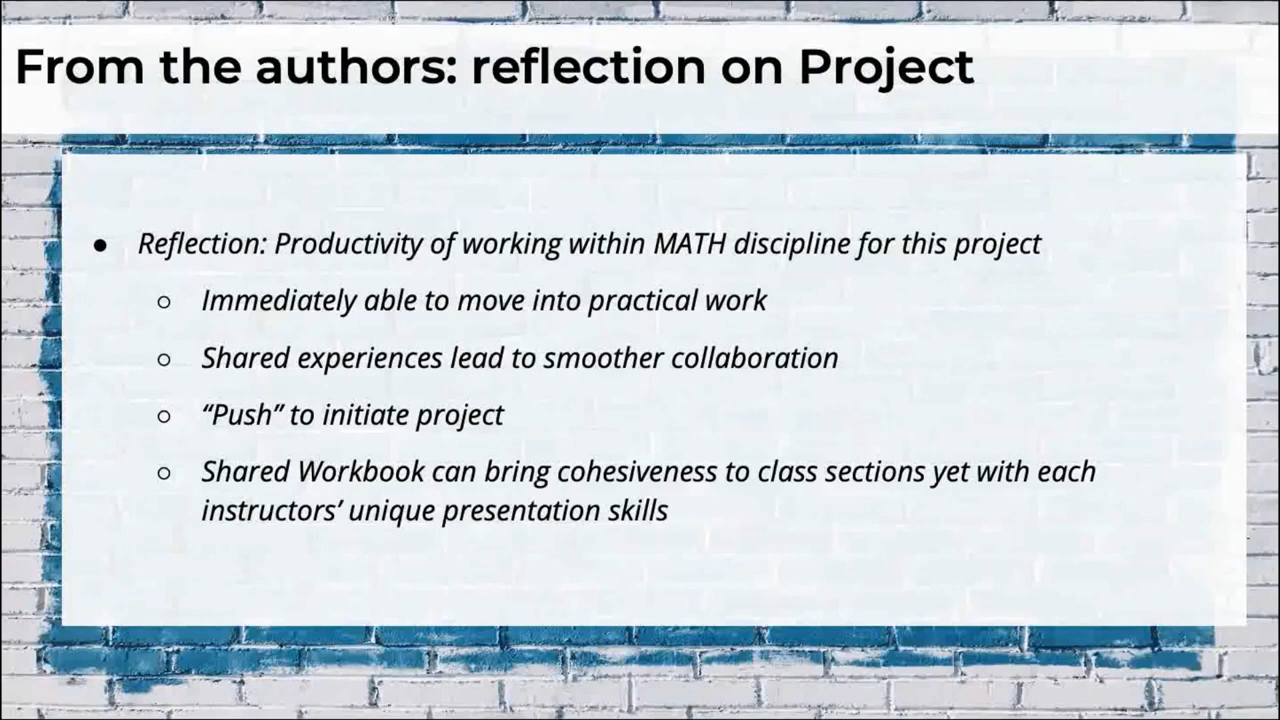 From the authors: reflection on Project
● Reflection: Productivity of working within MATH discipline for this project
○ Immediately able to move into practical work
○ Shared experiences lead to smoother collaboration
○ “Push” to initiate project
○ Shared Workbook can bring cohesiveness to class sections yet with each
instructors’ unique presentation skills